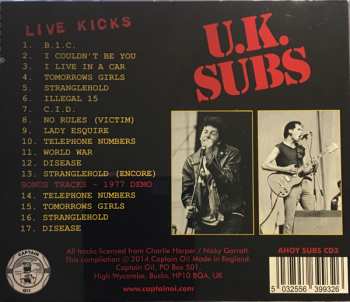 LIVE KICKS
U.K.
SUBS
1. B.I.C.
2. I COULDN'T BE YOU
3. I LIVE IN A CAR
4. TOMORROWS GIRLS
5. STRANGLEHOLD
6. ILLEGAL 15
7. C.I.D.
8. NO RULES (VICTIM)
9. LADY ESQUIRE
10. TELEPHONE NUMBERS
11. WORLD WAR
12. DISEASE
13. STRANGLEHOLD (ENCORE)
BONUS TRACKS - 1977 DEMO
14. TELEPHONE NUMBERS
15. TOMORROWS GIRLS
16. STRANGLEHOLD
17. DISEASE
CAPTAIN
OI!
All tracks licensed from Charlie Harper / Nicky Garratt.
This compilation © 2014 Captain Oi! Made in England.
Captain Oi!, PO Box 501,
High Wycombe, Bucks, HP10 8QA, UK
www.captainoi.com
AHOY SUBS CD3
5 032556 399326